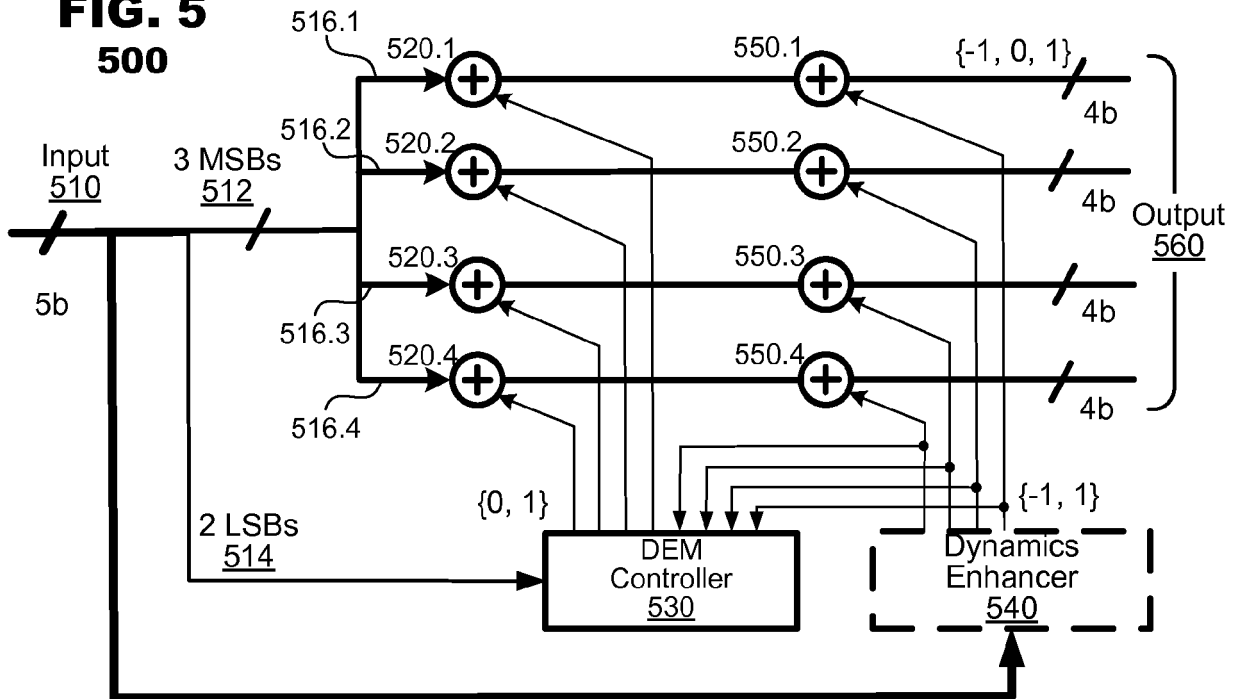 FIG. 5
500
516.1
520.1
550.1
{-1, 0, 1}
4b
516.2
520.2
550.2
4b
Input
510
3 MSBs
512
Output
560
5b
520.3
550.3
4b
516.3
520.4
550.4
4b
516.4
{0, 1}
{-1, 1}
2 LSBs
514
DEM
Controller
530
Dynamics
Enhancer
540